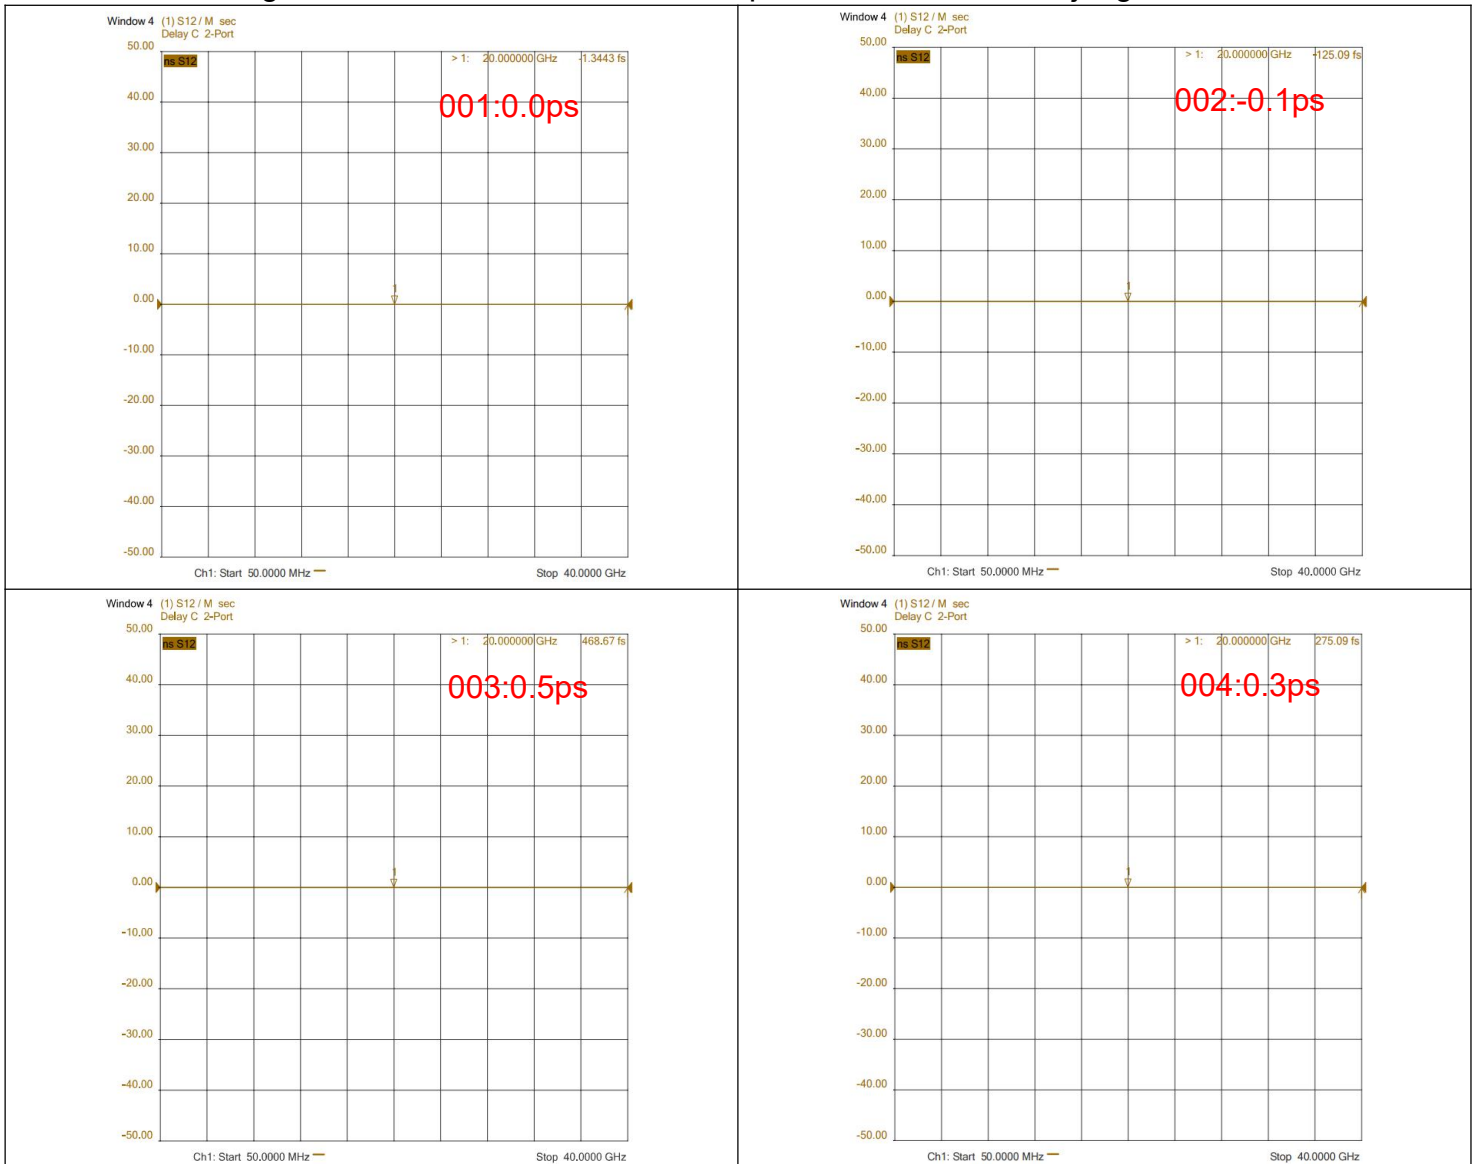 Window 4 (1) S12 / M sec
Delay C 2-Port
50.00
ns S12
> 1: 20.000000 GHz -1.3443 fs
001:0.0ps
40.00
30.00
20.00
10.00
1
0.00
-10.00
-20.00
-30.00
-40.00
-50.00
Ch1: Start 50.0000 MHz
Stop 40.0000 GHz
Window 4 (1) S12 / M sec
Delay C 2-Port
50.00
ns S12
> 1: 20.000000 GHz -125.09 fs
002:-0.1ps
40.00
30.00
20.00
10.00
1
0.00
-10.00
-20.00
-30.00
-40.00
-50.00
Ch1: Start 50.0000 MHz
Stop 40.0000 GHz
Window 4 (1) S12 / M sec
Delay C 2-Port
50.00
ns S12
> 1: 20.000000 GHz 468.67 fs
003:0.5ps
40.00
30.00
20.00
10.00
1
0.00
-10.00
-20.00
-30.00
-40.00
-50.00
Ch1: Start 50.0000 MHz
Stop 40.0000 GHz
Window 4 (1) S12 / M sec
Delay C 2-Port
50.00
ns S12
> 1: 20.000000 GHz 275.09 fs
004:0.3ps
40.00
30.00
20.00
10.00
1
0.00
-10.00
-20.00
-30.00
-40.00
-50.00
Ch1: Start 50.0000 MHz
Stop 40.0000 GHz